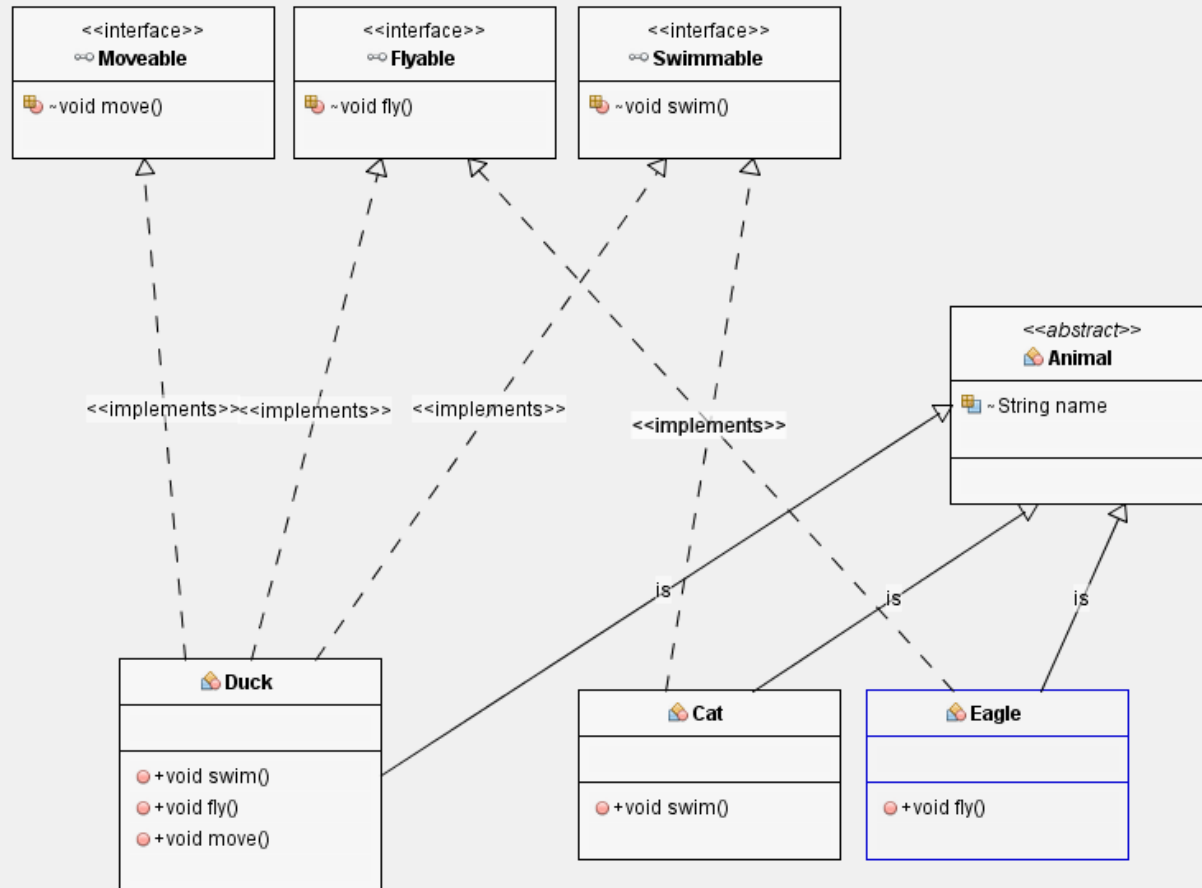 <<interface>>
Moveable
~void move()
<<interface>>
Flyable
~void fly()
<<interface>>
Swimmable
~void swim()
<<abstract>>
Animal
~String name
<<implements>>
<<implements>>
<<implements>>
<<implements>>
is
is
is
Duck
+void swim()
+void fly()
+void move()
Cat
+void swim()
Eagle
+void fly()